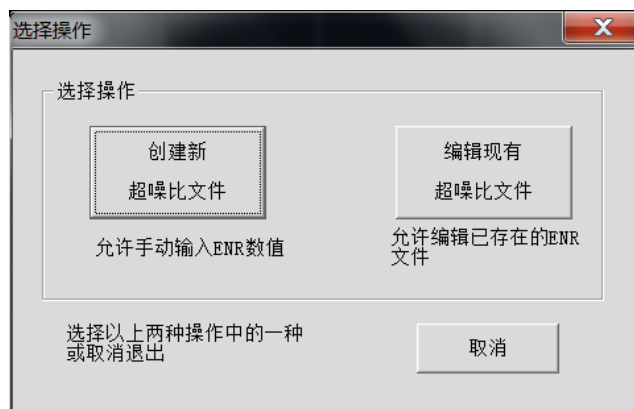 选择操作
选择操作
创建新
超噪比文件
编辑现有
超噪比文件
允许手动输入ENR数值
允许编辑已存在的ENR
文件
选择以上两种操作中的一种
或取消退出
取消